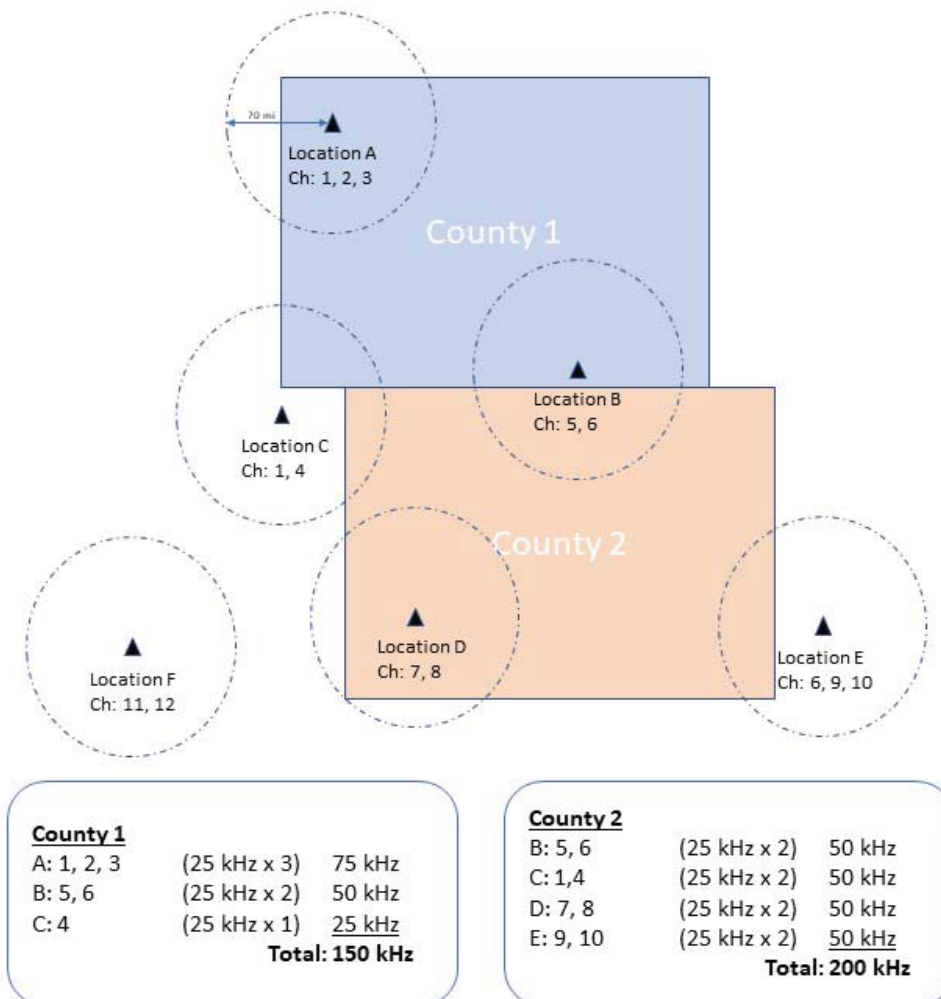 70 mi
Location A
Ch: 1, 2, 3
County 1
Location B
Ch: 5, 6
Location C
Ch: 1, 4
County 2
Location D
Ch: 7, 8
Location E
Ch: 6, 9, 10
Location F
Ch: 11, 12
County 1
A: 1, 2, 3 (25 kHz x 3) 75 kHz
B: 5, 6 (25 kHz x 2) 50 kHz
C: 4 (25 kHz x 1) 25 kHz
Total: 150 kHz
County 2
B: 5, 6 (25 kHz x 2) 50 kHz
C: 1,4 (25 kHz x 2) 50 kHz
D: 7, 8 (25 kHz x 2) 50 kHz
E: 9, 10 (25 kHz x 2) 50 kHz
Total: 200 kHz